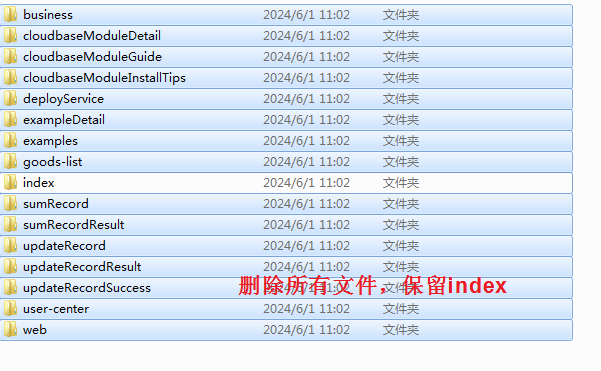 business 2024/6/1 11:02 文件夹
cloudbaseModuleDetail 2024/6/1 11:02 文件夹
cloudbaseModuleGuide 2024/6/1 11:02 文件夹
cloudbaseModuleInstallTips 2024/6/1 11:02 文件夹
deployService 2024/6/1 11:02 文件夹
exampleDetail 2024/6/1 11:02 文件夹
examples 2024/6/1 11:02 文件夹
goods-list 2024/6/1 11:02 文件夹
index 2024/6/1 11:02 文件夹
sumRecord 2024/6/1 11:02 文件夹
sumRecordResult 2024/6/1 11:02 文件夹
updateRecord 2024/6/1 11:02 文件夹
updateRecordResult 2024/6/1 11:02 文件夹
updateRecordSuccess 2024/6/1 11:02 文件夹
删除所有文件，保留index
user-center 2024/6/1 11:02 文件夹
web 2024/6/1 11:02 文件夹